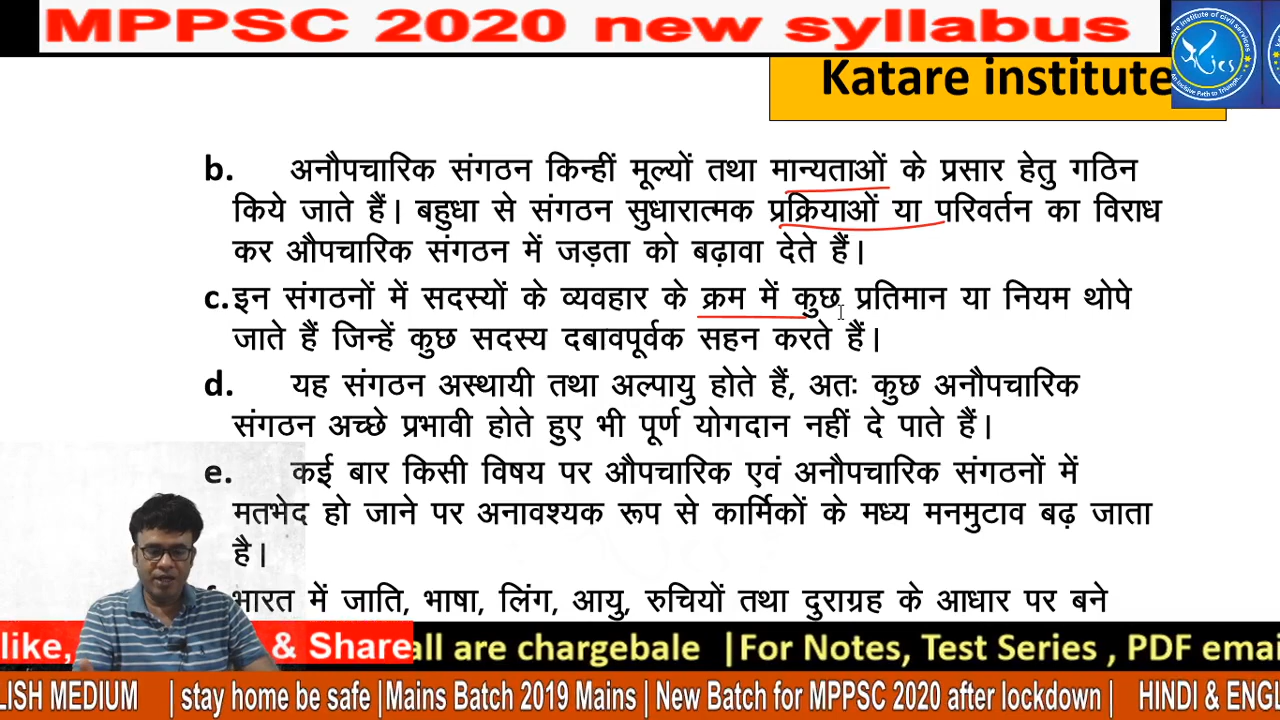 MPPSC 2020 new syllabus
Katare institute
b. अनौपचारिक संगठन किन्हीं मूल्यों तथा मान्यताओं के प्रसार हेतु गठिन
किये जाते हैं। बहुधा से संगठन सुधारात्मक प्रक्रियाओं या परिवर्तन का विराध
कर औपचारिक संगठन में जड़ता को बढ़ावा देते हैं।
c. इन संगठनों में सदस्यों के व्यवहार के क्रम में कुछ प्रतिमान या नियम थोपे
जाते हैं जिन्हें कुछ सदस्य दबावपूर्वक सहन करते हैं।
d. यह संगठन अस्थायी तथा अल्पायु होते हैं, अतः कुछ अनौपचारिक
संगठन अच्छे प्रभावी होते हुए भी पूर्ण योगदान नहीं दे पाते हैं।
e. कई बार किसी विषय पर औपचारिक एवं अनौपचारिक संगठनों में
मतभेद हो जाने पर अनावश्यक रूप से कार्मिकों के मध्य मनमुटाव बढ़ जाता
है।
भारत में जाति, भाषा, लिंग, आयु, रुचियों तथा दुराग्रह के आधार पर बने
like, & Share all are chargebale |For Notes, Test Series , PDF emai
LISH MEDIUM | stay home be safe |Mains Batch 2019 Mains | New Batch for MPPSC 2020 after lockdown | HINDI & ENGL